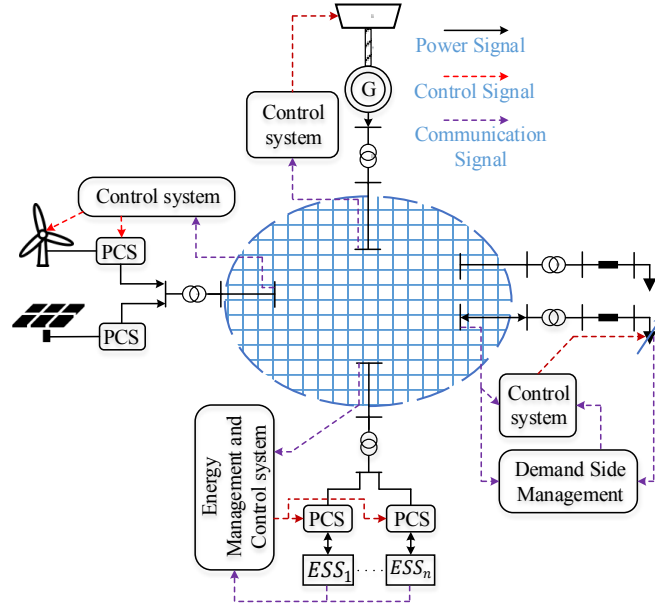 Power Signal
G
Control Signal
Control
system
Communication
Signal
Control system
PCS
PCS
Control
system
Energy
Management and
Control system
Demand Side
Management
PCS
PCS
ESS₁
. . . . .
ESSₙ